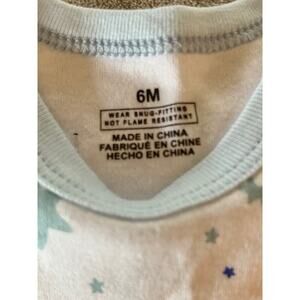 6M
WEAR SNUG-FITTING
NOT FLAME RESISTANT
MADE IN CHINA
FABRIQUÉ EN CHINE
HECHO EN CHINA